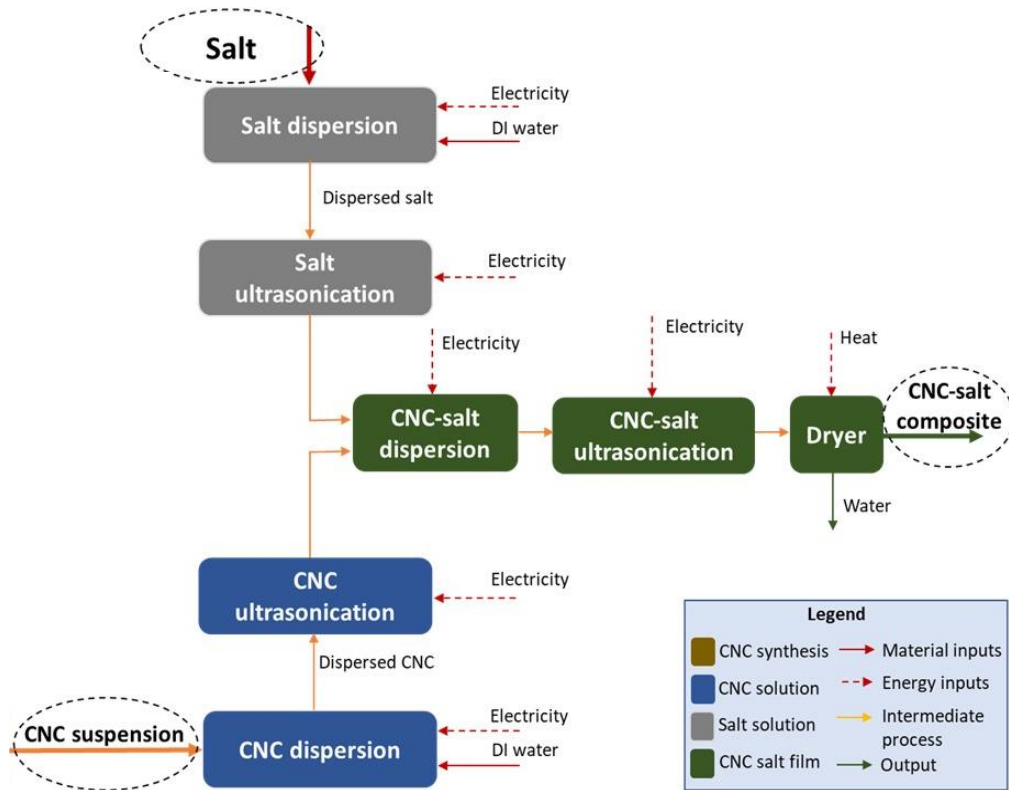 Salt
Electricity
Salt dispersion
DI water
Dispersed salt
Salt
ultrasonication
Electricity
Electricity
Electricity
Heat
CNC-salt
composite
CNC-salt
dispersion
CNC-salt
ultrasonication
Dryer
Water
CNC
ultrasonication
Electricity
Dispersed CNC
CNC suspension
CNC dispersion
Electricity
DI water
Legend
CNC synthesis
Material inputs
CNC solution
Energy inputs
Salt solution
Intermediate
process
CNC salt film
Output